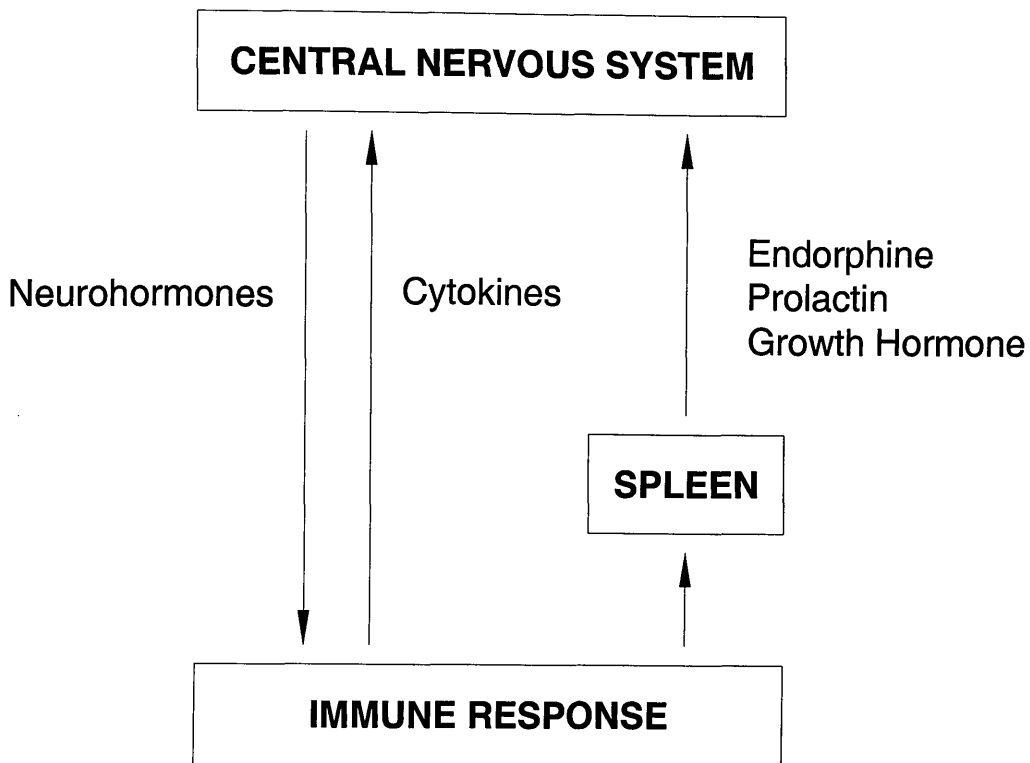 CENTRAL NERVOUS SYSTEM
Neurohormones
Cytokines
Endorphine
Prolactin
Growth Hormone
SPLEEN
IMMUNE RESPONSE